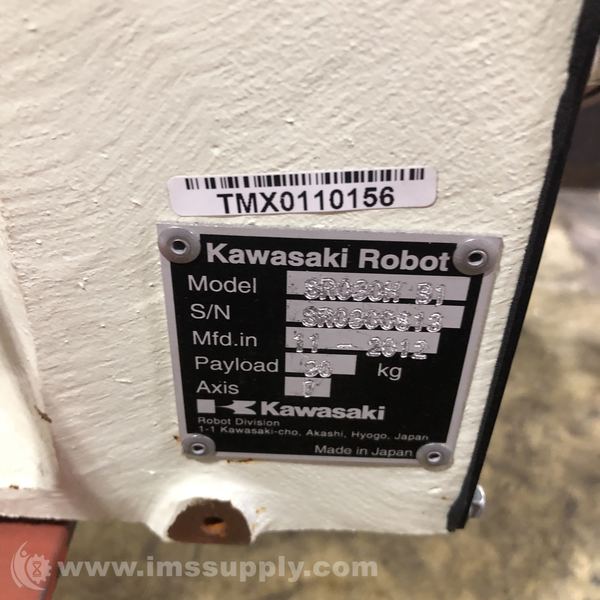 TMX0110156
Kawasaki Robot
Model
S/N
Mfd.in 11 - 2012
Payload kg
Axis
Kawasaki
Robot Division
1-1 Kawasaki-cho, Akashi, Hyogo, Japan
Made in Japan
www.imssupply.com